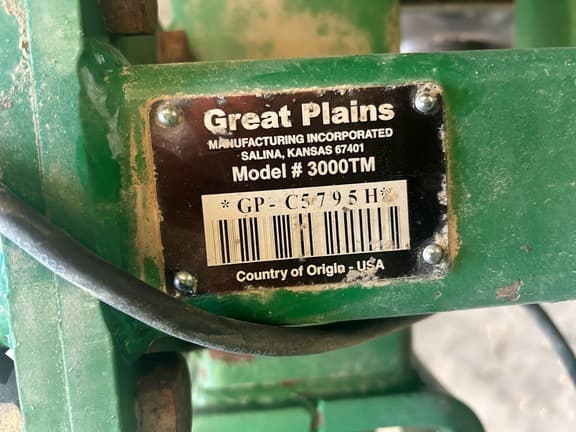 Great Plains
MANUFACTURING INCORPORATED
SALINA, KANSAS 67401
Model # 3000TM
*GP-C5795H*
Country of Origin - USA